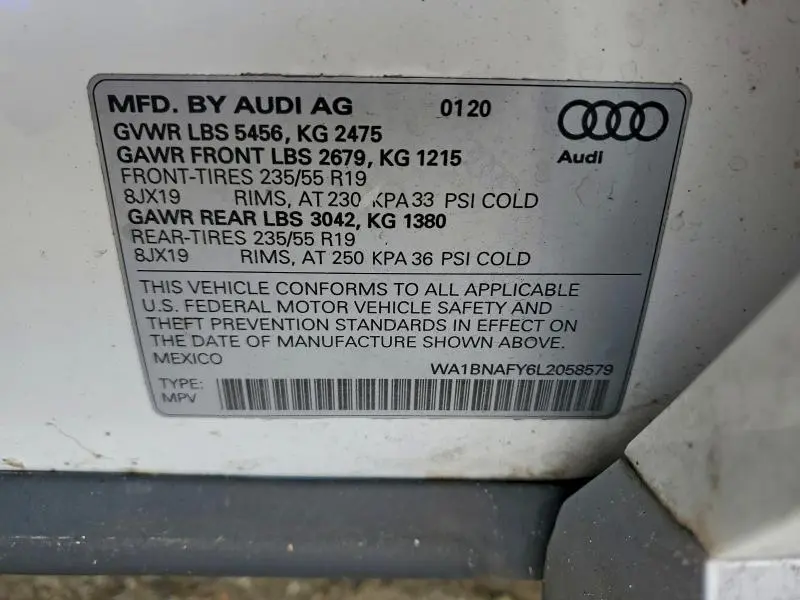 MFD. BY AUDI AG 0120
GVWR LBS 5456, KG 2475
GAWR FRONT LBS 2679, KG 1215
FRONT-TIRES 235/55 R19
8JX19 RIMS, AT 230 KPA 33 PSI COLD
GAWR REAR LBS 3042, KG 1380
REAR-TIRES 235/55 R19
8JX19 RIMS, AT 250 KPA 36 PSI COLD
Audi
THIS VEHICLE CONFORMS TO ALL APPLICABLE
U.S. FEDERAL MOTOR VEHICLE SAFETY AND
THEFT PREVENTION STANDARDS IN EFFECT ON
THE DATE OF MANUFACTURE SHOWN ABOVE.
MEXICO WA1BNAFY6L2058579
TYPE:
MPV